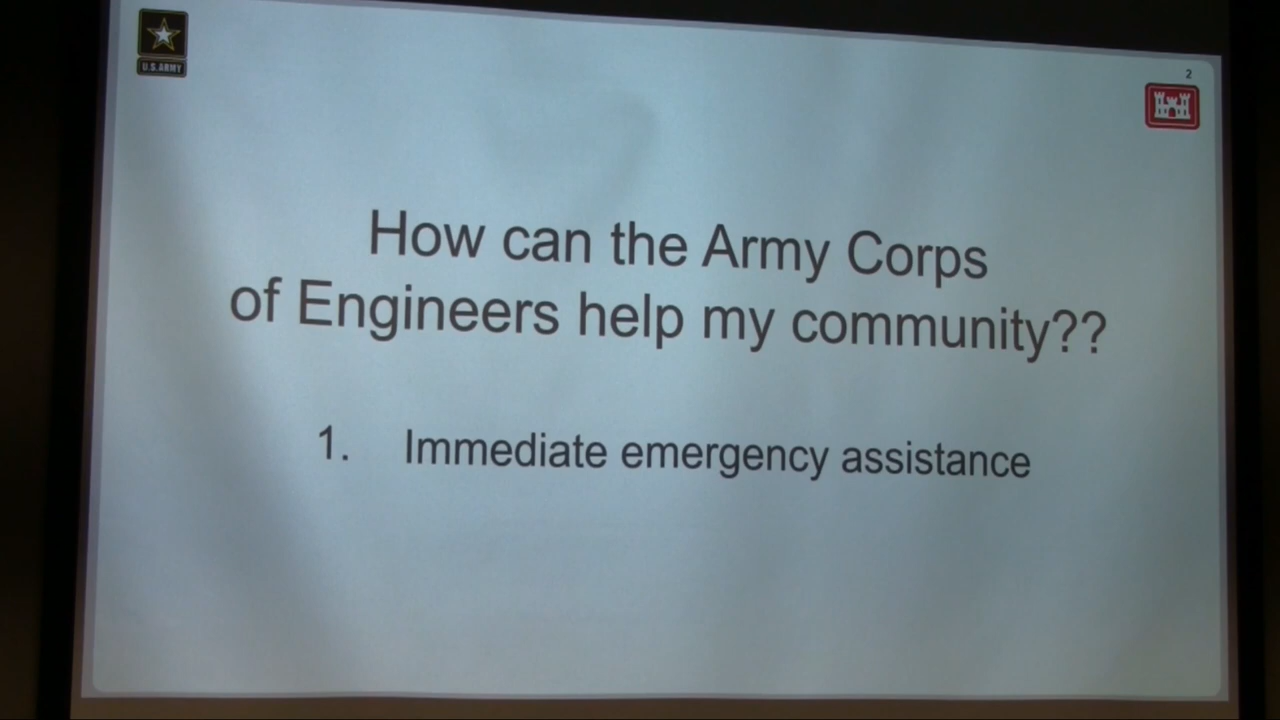 U.S.ARMY
2
How can the Army Corps
of Engineers help my community??
1. Immediate emergency assistance